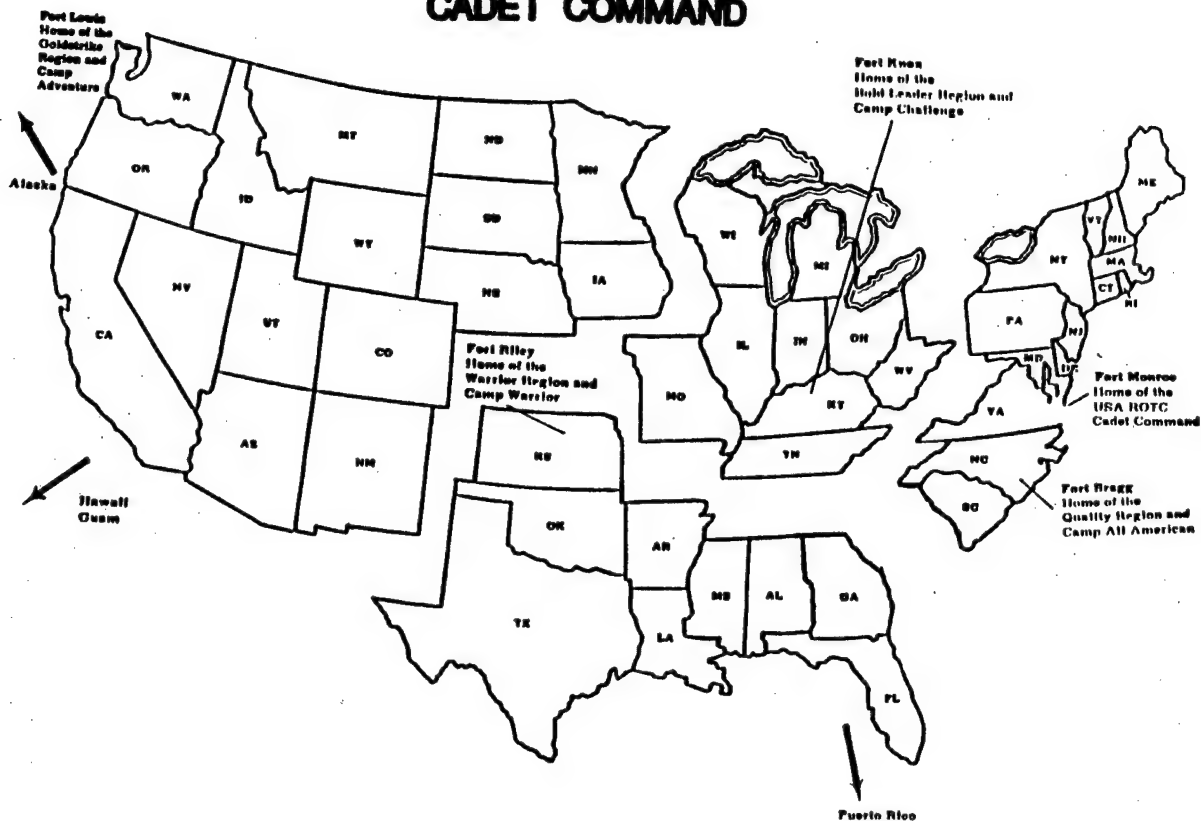 CADET COMMAND
Fort Lewis
Home of the
Goldstrike
Region and
Camp
Adventure
Fort Knox
Home of the
Bold Leader Region and
Camp Challenge
WA
MT
ND
MN
OR
ID
SD
WY
WI
MI
ME
VT
NH
NY
MA
CT
RI
Alaska
NV
NE
IA
CA
UT
CO
IL
IN
OH
PA
NJ
MD
DE
WV
Fort Riley
Home of the
Warrior Region and
Camp Warrior
MO
KY
VA
Fort Monroe
Home of the
USA ROTC
Cadet Command
AS
NM
KS
TN
NC
SC
Fort Bragg
Home of the
Quality Region and
Camp All American
Hawaii
Guam
OK
AR
TX
LA
MS
AL
GA
FL
Puerto Rico